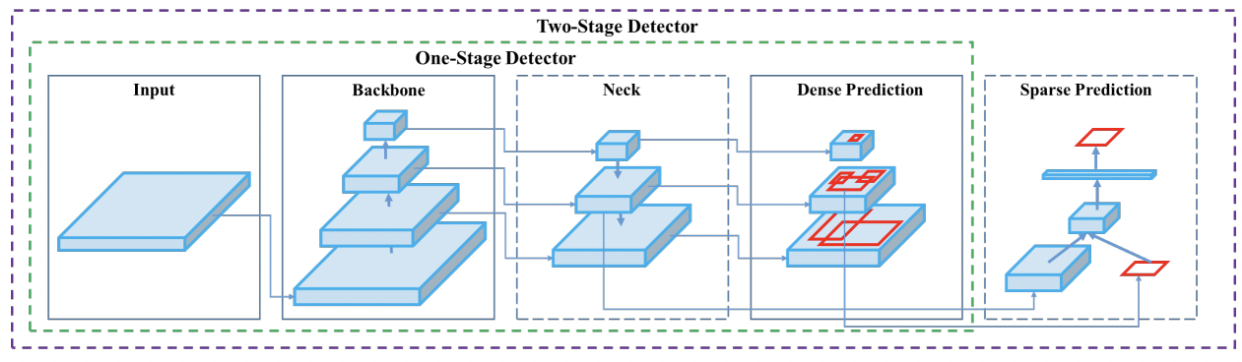 Two-Stage Detector
One-Stage Detector
Input
Backbone
Neck
Dense Prediction
Sparse Prediction